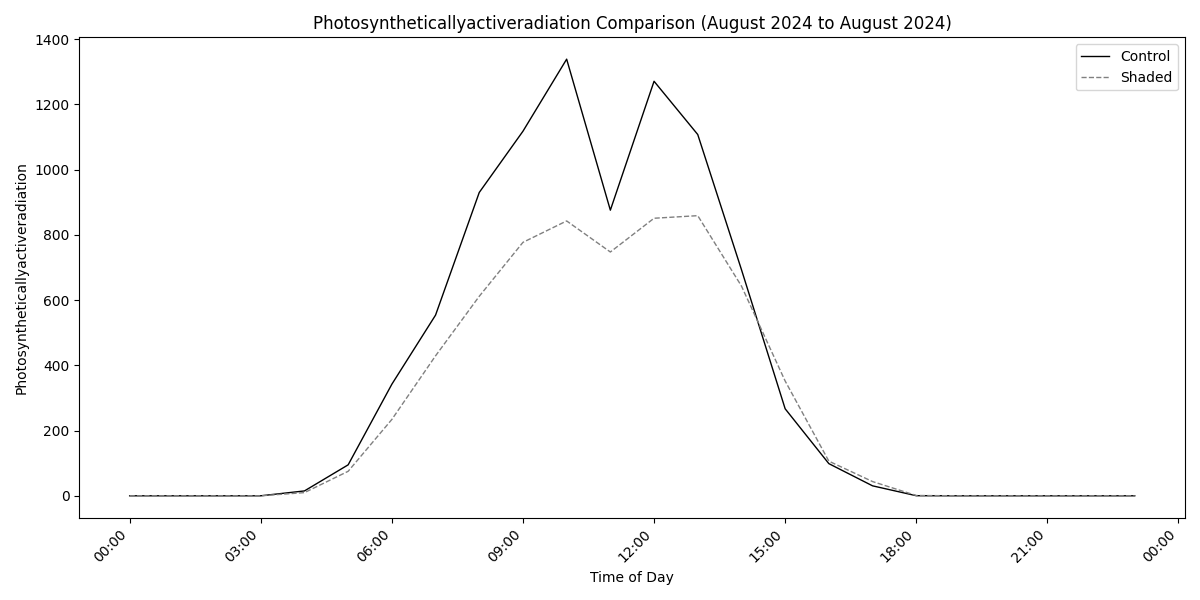 Photosyntheticallyactiveradiation Comparison (August 2024 to August 2024)
Control
Shaded
Photosyntheticallyactiveradiation
1400
1200
1000
800
600
400
200
0
00:00 03:00 06:00 09:00 12:00 15:00 18:00 21:00 00:00
Time of Day